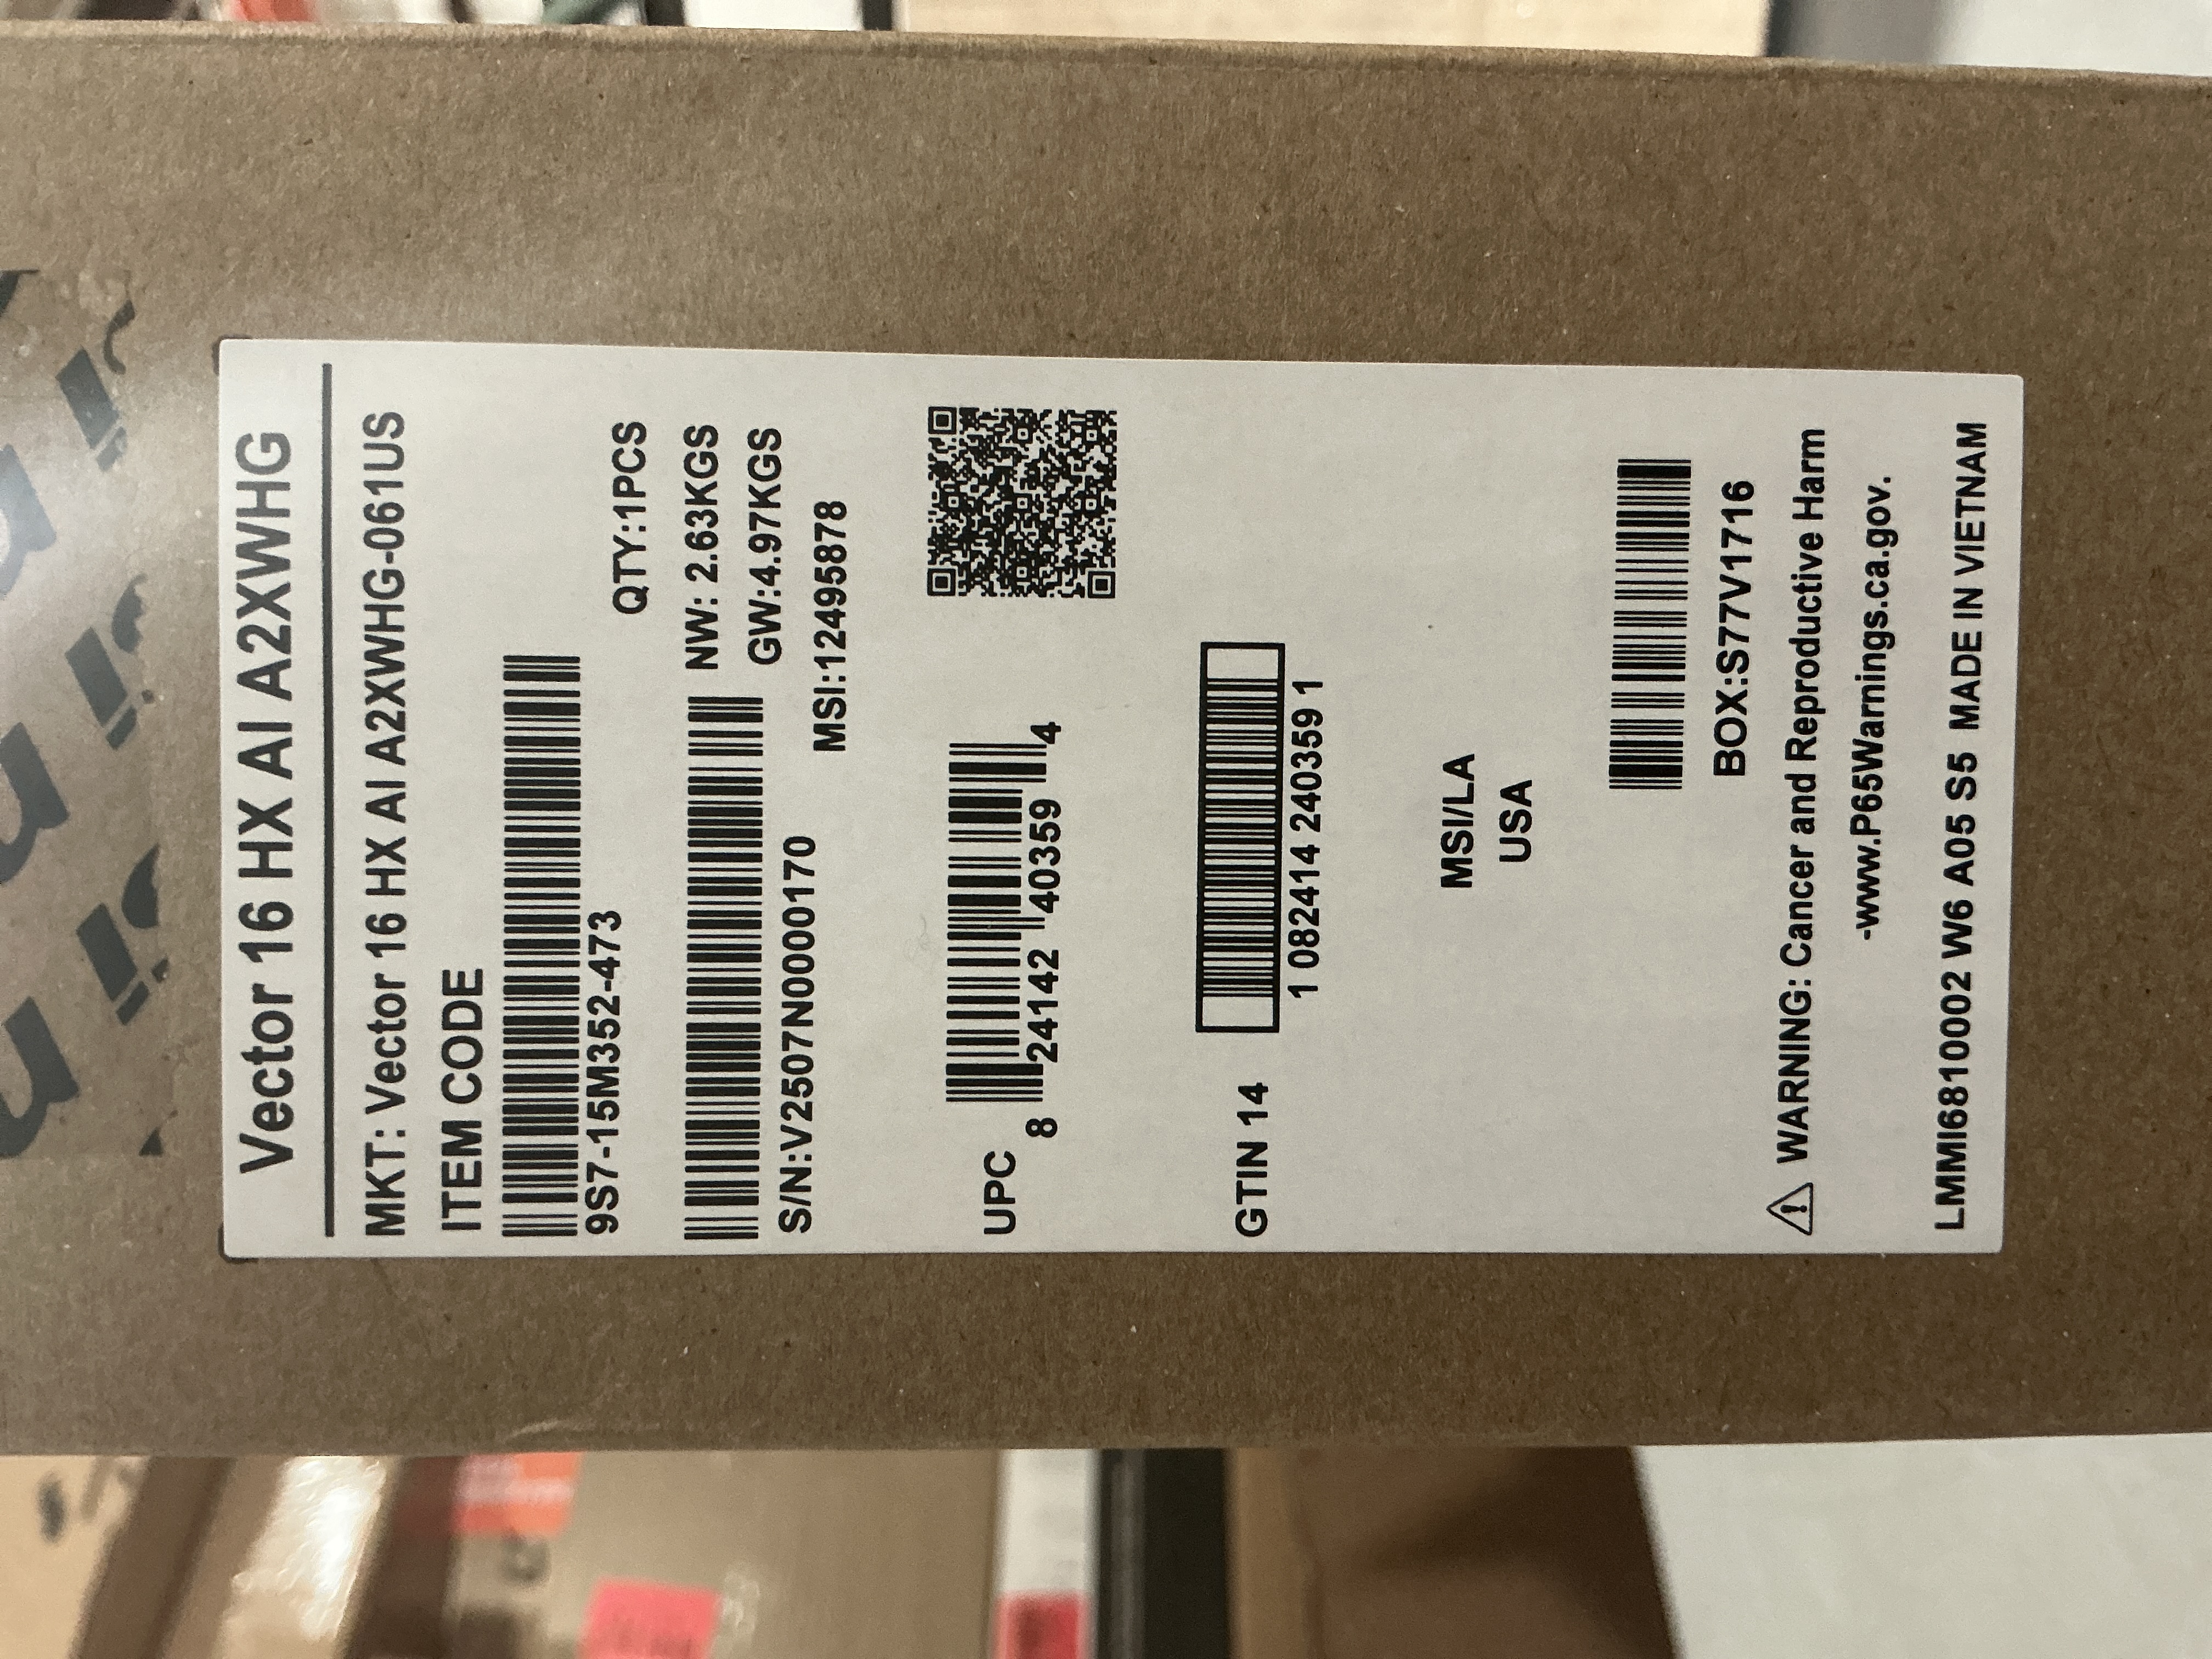 Vector 16 HX AI A2XWHG
MKT: Vector 16 HX AI A2XWHG-061US
ITEM CODE
9S7-15M352-473
QTY:1PCS
NW: 2.63KGS
GW:4.97KGS
S/N:V2507N0000170
MSI:12495878
UPC
8 24142 40359 4
GTIN 14
1 082414 240359 1
MSI/LA
USA
BOX:S77V1716
WARNING: Cancer and Reproductive Harm
-www.P65Warnings.ca.gov.
LMMI6810002 W6 A05 S5 MADE IN VIETNAM